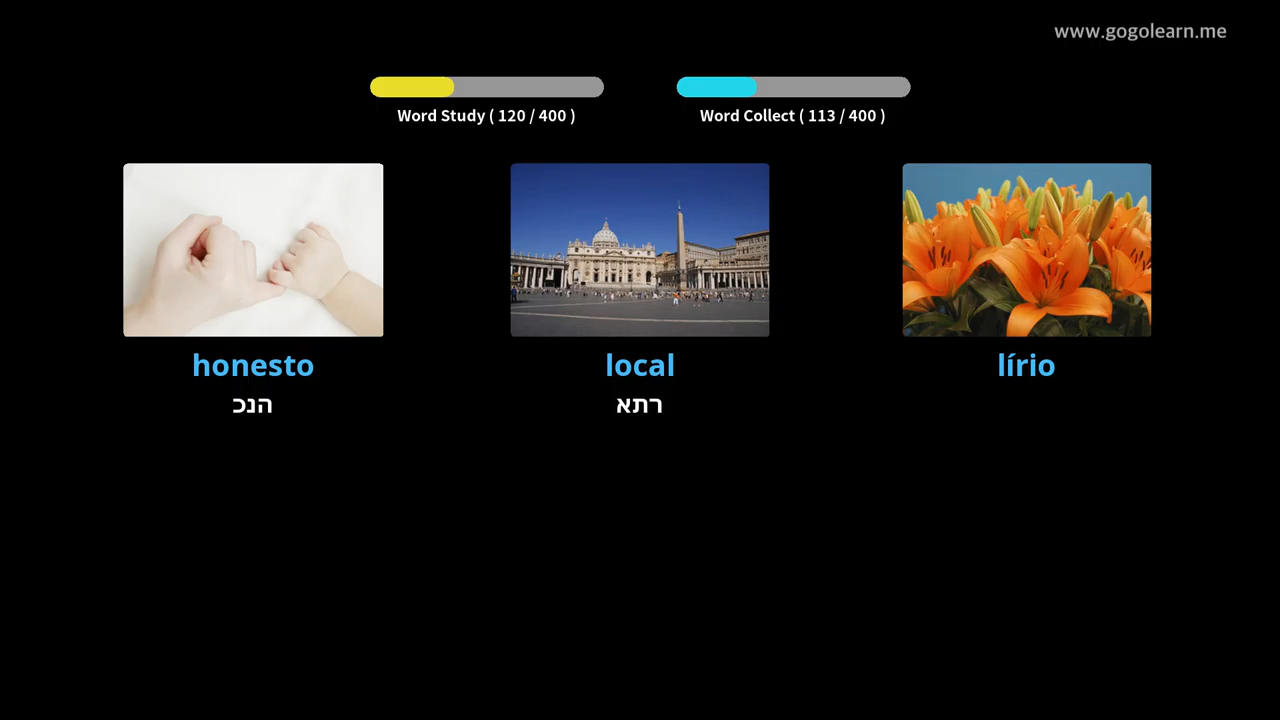 www.gogolearn.me
Word Study ( 120 / 400 )
Word Collect ( 113 / 400 )
honesto
הנכ
local
רתא
lírio